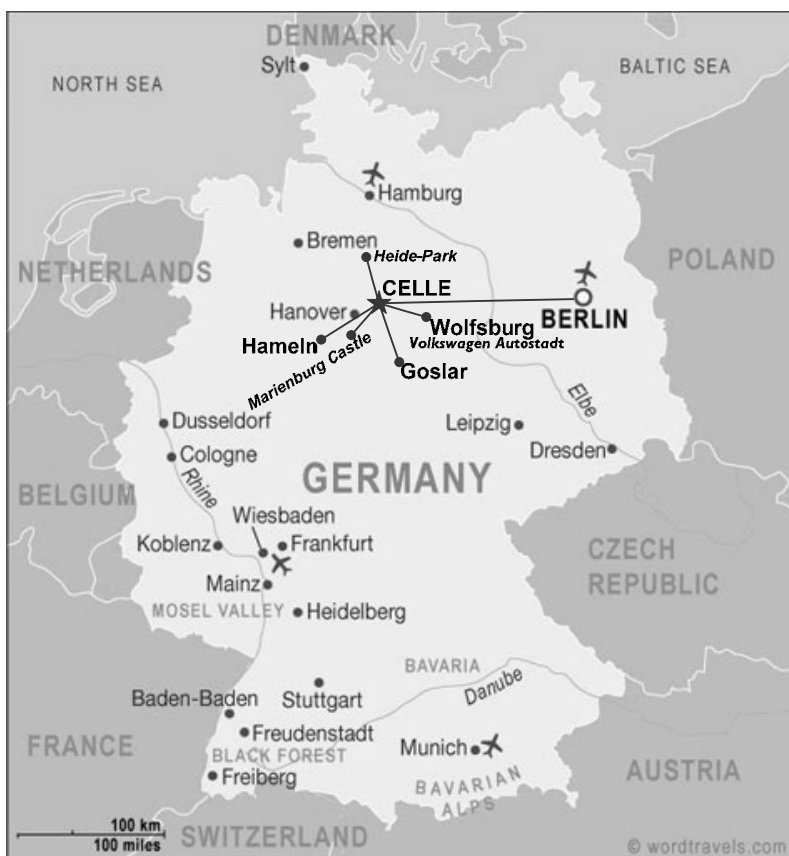 DENMARK
Sylt
NORTH SEA
BALTIC SEA
Hamburg
Bremen
Heide-Park
POLAND
NETHERLANDS
CELLE
Hanover
BERLIN
Wolfsburg
Volkswagen Autostadt
Hameln
Marienburg Castle
Goslar
Elbe
Dusseldorf
Leipzig
Cologne
Dresden
Rhine
GERMANY
BELGIUM
Wiesbaden
Koblenz
Frankfurt
CZECH
REPUBLIC
Mainz
MOSEL VALLEY
Heidelberg
BAVARIA
Danube
Baden-Baden
Stuttgart
Freudenstadt
FRANCE
BLACK FOREST
Munich
Freiberg
BAVARIAN
ALPS
AUSTRIA
100 km
100 miles
SWITZERLAND
© wordtravels.com